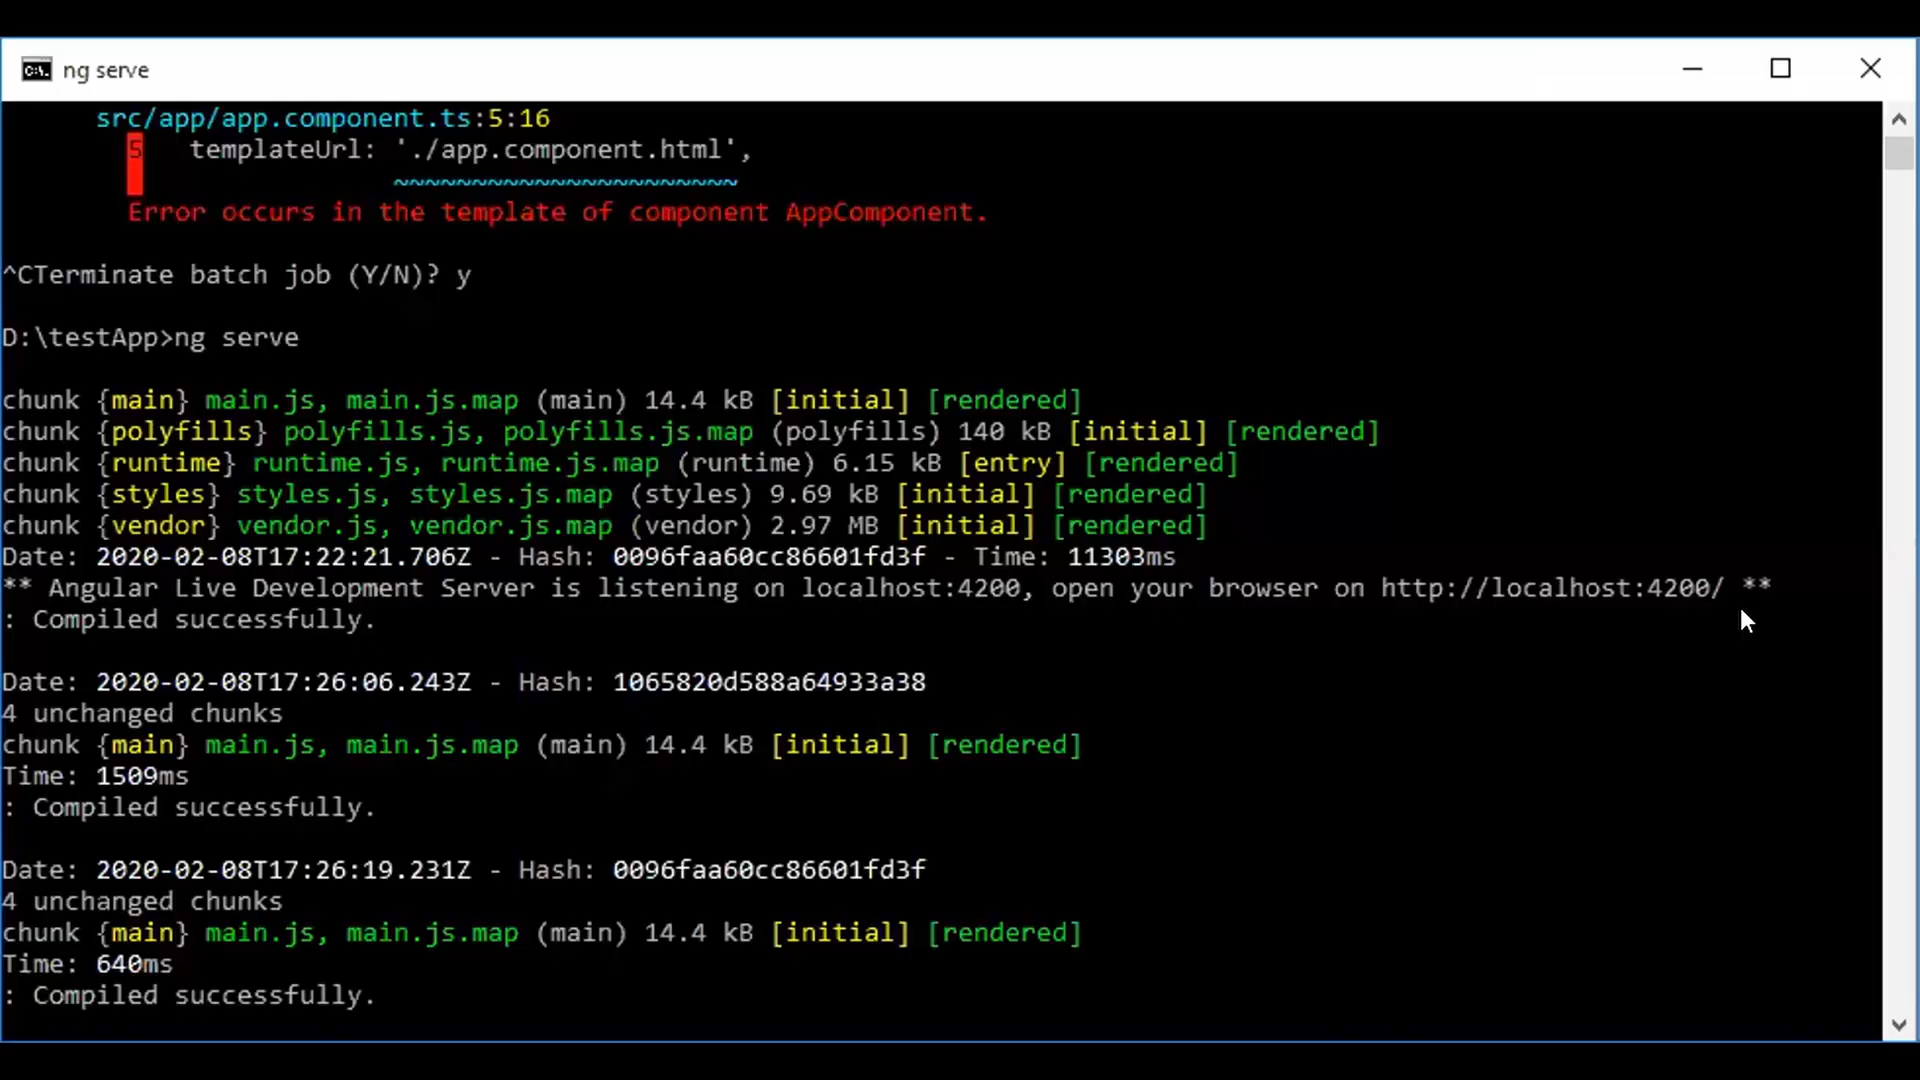 ng serve
src/app/app.component.ts:5:16
5   templateUrl: './app.component.html',
~~~~~~~~~~~~~~~~~~~~~~
Error occurs in the template of component AppComponent.
^CTerminate batch job (Y/N)? y
D:\testApp>ng serve
chunk {main} main.js, main.js.map (main) 14.4 kB [initial] [rendered]
chunk {polyfills} polyfills.js, polyfills.js.map (polyfills) 140 kB [initial] [rendered]
chunk {runtime} runtime.js, runtime.js.map (runtime) 6.15 kB [entry] [rendered]
chunk {styles} styles.js, styles.js.map (styles) 9.69 kB [initial] [rendered]
chunk {vendor} vendor.js, vendor.js.map (vendor) 2.97 MB [initial] [rendered]
Date: 2020-02-08T17:22:21.706Z - Hash: 0096faa60cc86601fd3f - Time: 11303ms
** Angular Live Development Server is listening on localhost:4200, open your browser on http://localhost:4200/ **
: Compiled successfully.
Date: 2020-02-08T17:26:06.243Z - Hash: 1065820d588a64933a38
4 unchanged chunks
chunk {main} main.js, main.js.map (main) 14.4 kB [initial] [rendered]
Time: 1509ms
: Compiled successfully.
Date: 2020-02-08T17:26:19.231Z - Hash: 0096faa60cc86601fd3f
4 unchanged chunks
chunk {main} main.js, main.js.map (main) 14.4 kB [initial] [rendered]
Time: 640ms
: Compiled successfully.